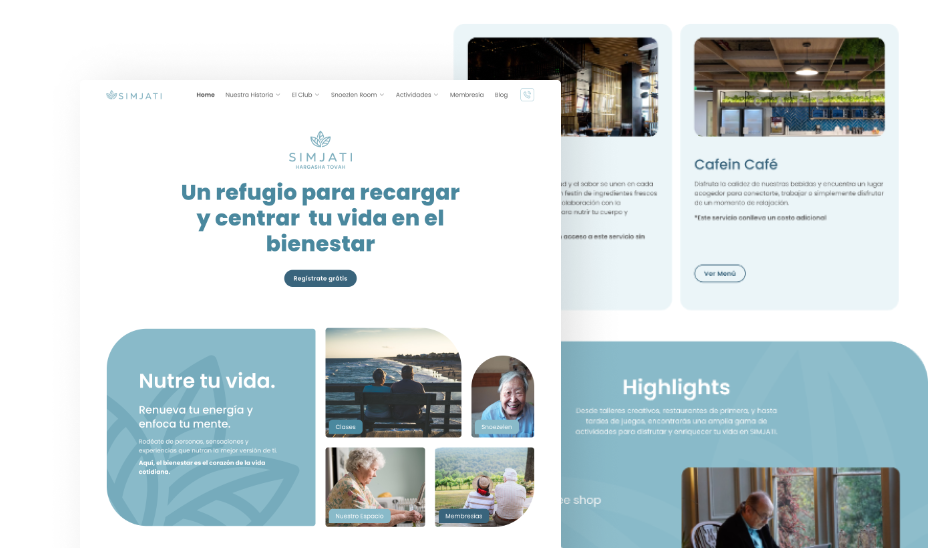 SIMJATI
Home
Nuestra Historia
El Club
Snoezlen Room
Actividades
Membresía
Blog
SIMJATI
HARGASHA TOVAH
Un refugio para recargar
y centrar tu vida en el
bienestar
Regístrate grátis
Nutre tu vida.
Renueva tu energía y
enfoca tu mente.
Rodéate de personas, sensaciones y
experiencias que nutran la mejor versión de ti.
Aquí, el bienestar es el corazón de la vida
cotidiana.
Clases
Snoezelen
Nuestro Espacio
Membresías
d y el sabor se unen en cada
festín de ingredientes frescos
olaboración con lo
ara nutrir tu cuerpo y
acceso a este servicio sin
Cafein Café
Disfruta la calidez de nuestras bebidas y encuentra un lugar
acogedor para conectarte, trabajar o simplemente disfrutar
de un momento de relajación.
*Este servicio conlleva un costo adicional
Ver Menú
Highlights
Desde talleres creativos, restaurantes de primera, y hasta
tardes de juegos, encontrarás una amplia gama de
actividades para disfrutar y enriquecer tu vida en SIMJATI.
ee shop